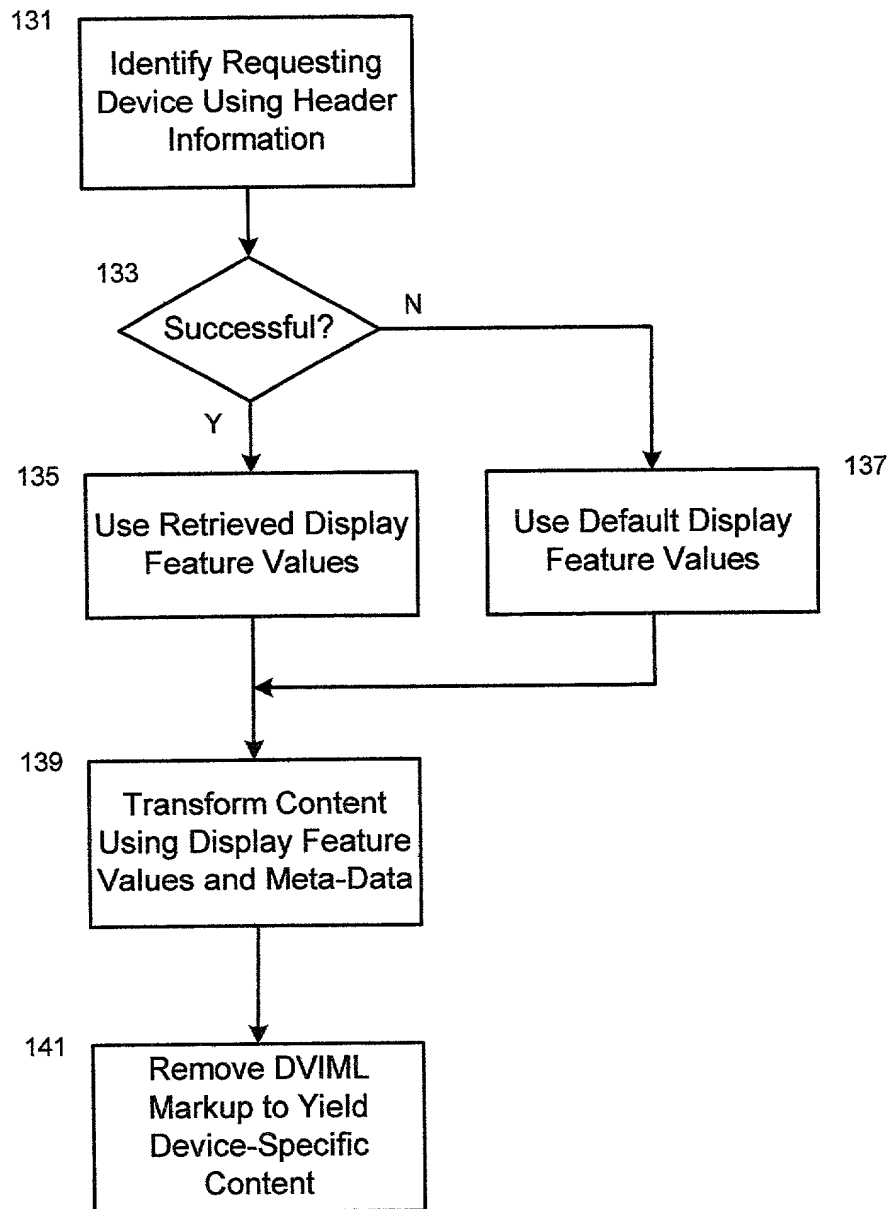 131
Identify Requesting
Device Using Header
Information
133
Successful?
N
Y
135
Use Retrieved Display
Feature Values
137
Use Default Display
Feature Values
139
Transform Content
Using Display Feature
Values and Meta-Data
141
Remove DVIML
Markup to Yield
Device-Specific
Content